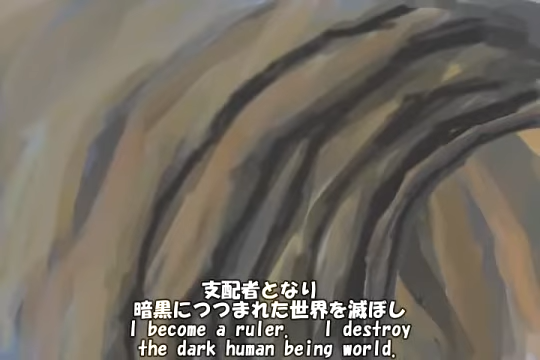 支配者となり
暗黒につつまれた世界を滅ぼし
I become a ruler. I destroy
the dark human being world.